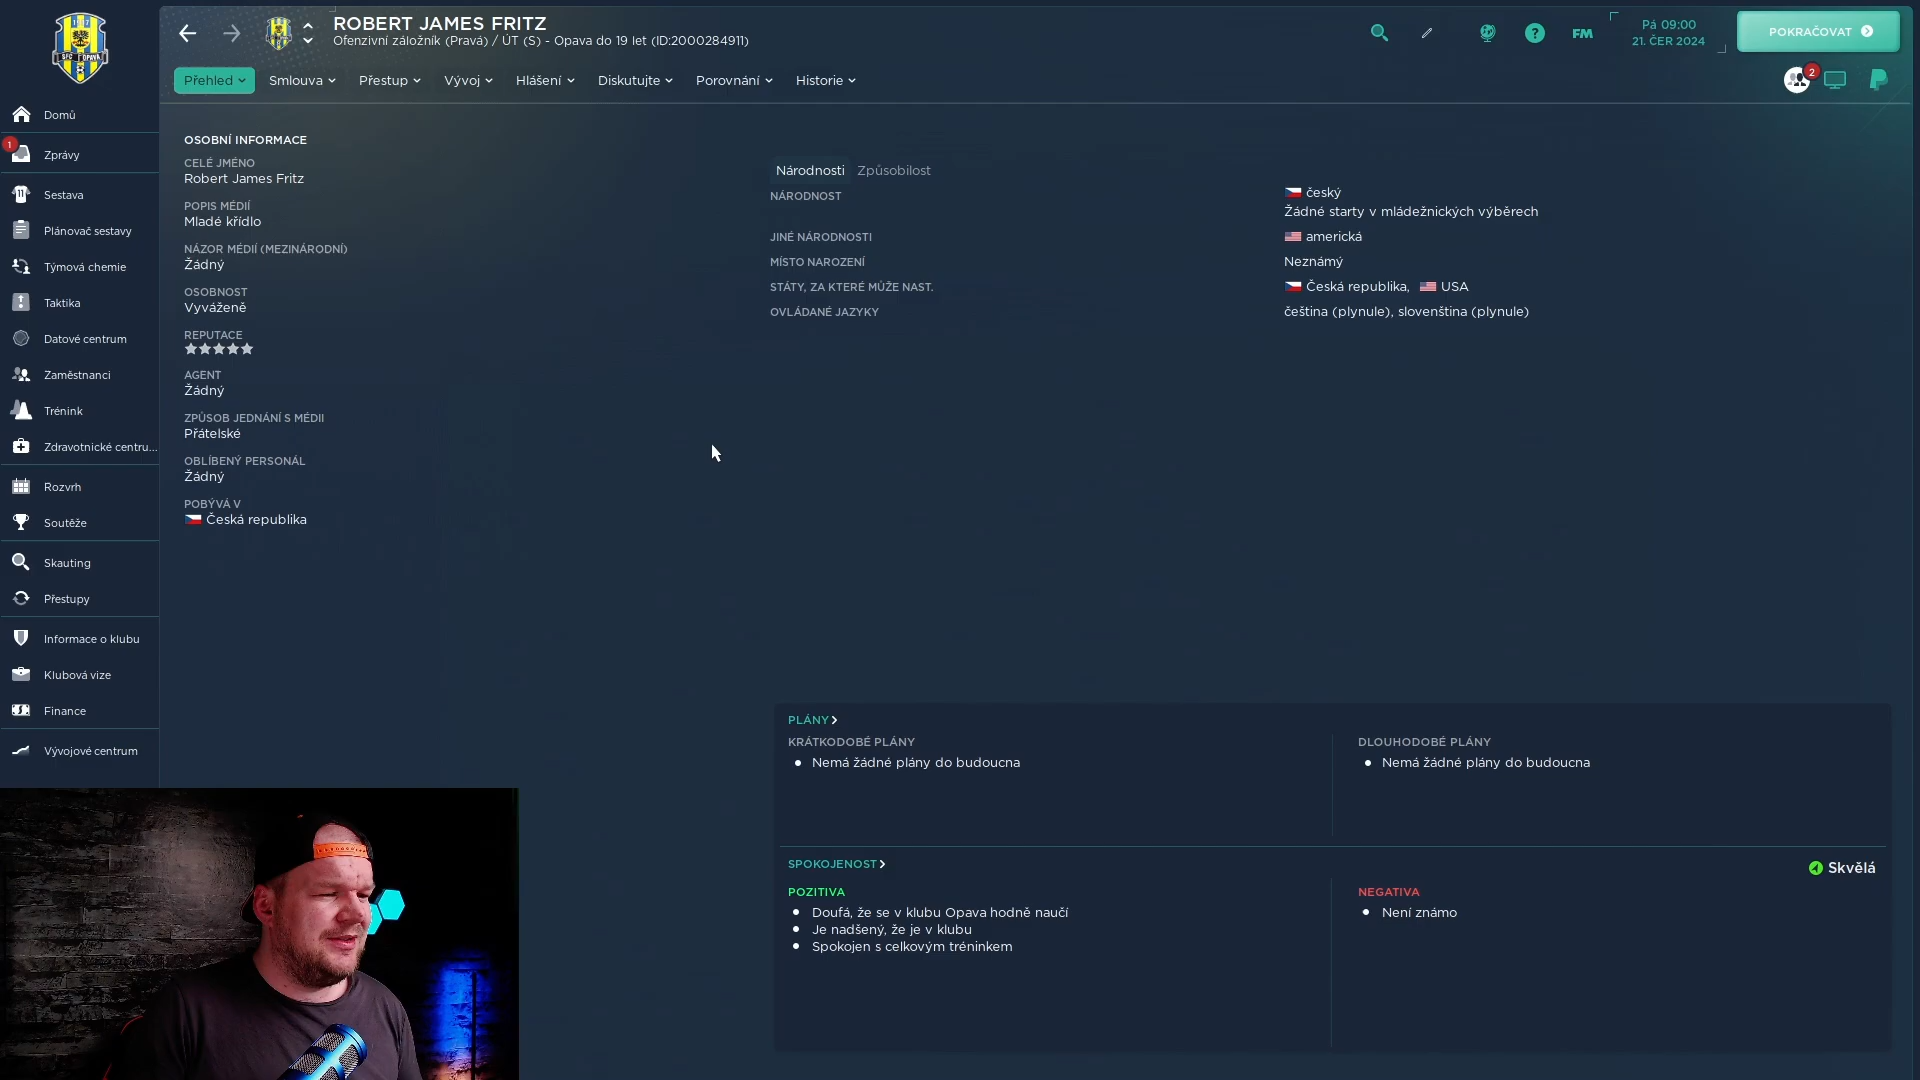 ROBERT JAMES FRITZ
Ofenzivní záložník (Pravá) / ÚT (S) - Opava do 19 let (ID:2000284911)
FM
Pá 09:00
21. ČER 2024
POKRAČOVAT
Přehled
Smlouva
Přestup
Vývoj
Hlášení
Diskutujte
Porovnání
Historie
2
Domů
1
Zprávy
Sestava
Plánovač sestavy
Týmová chemie
Taktika
Datové centrum
Zaměstnanci
Trénink
Zdravotnické centru...
Rozvrh
Soutěže
Skauting
Přestupy
Informace o klubu
Klubová vize
Finance
Vývojové centrum
OSOBNÍ INFORMACE
CELÉ JMÉNO
Robert James Fritz
POPIS MÉDIÍ
Mladé křídlo
NÁZOR MÉDIÍ (MEZINÁRODNÍ)
Žádný
OSOBNOST
Vyváženě
REPUTACE
AGENT
Žádný
ZPŮSOB JEDNÁNÍ S MÉDII
Přátelské
OBLÍBENÝ PERSONÁL
Žádný
POBÝVÁ V
Česká republika
Národnosti
Způsobilost
NÁRODNOST
český
Žádné starty v mládežnických výběrech
JINÉ NÁRODNOSTI
americká
MÍSTO NAROZENÍ
Neznámý
STÁTY, ZA KTERÉ MŮŽE NAST.
Česká republika, USA
OVLÁDANÉ JAZYKY
čeština (plynule), slovenština (plynule)
PLÁNY
KRÁTKODOBÉ PLÁNY
Nemá žádné plány do budoucna
DLOUHODOBÉ PLÁNY
Nemá žádné plány do budoucna
SPOKOJENOST
Skvělá
POZITIVA
Doufá, že se v klubu Opava hodně naučí
Je nadšený, že je v klubu
Spokojen s celkovým tréninkem
NEGATIVA
Není známo